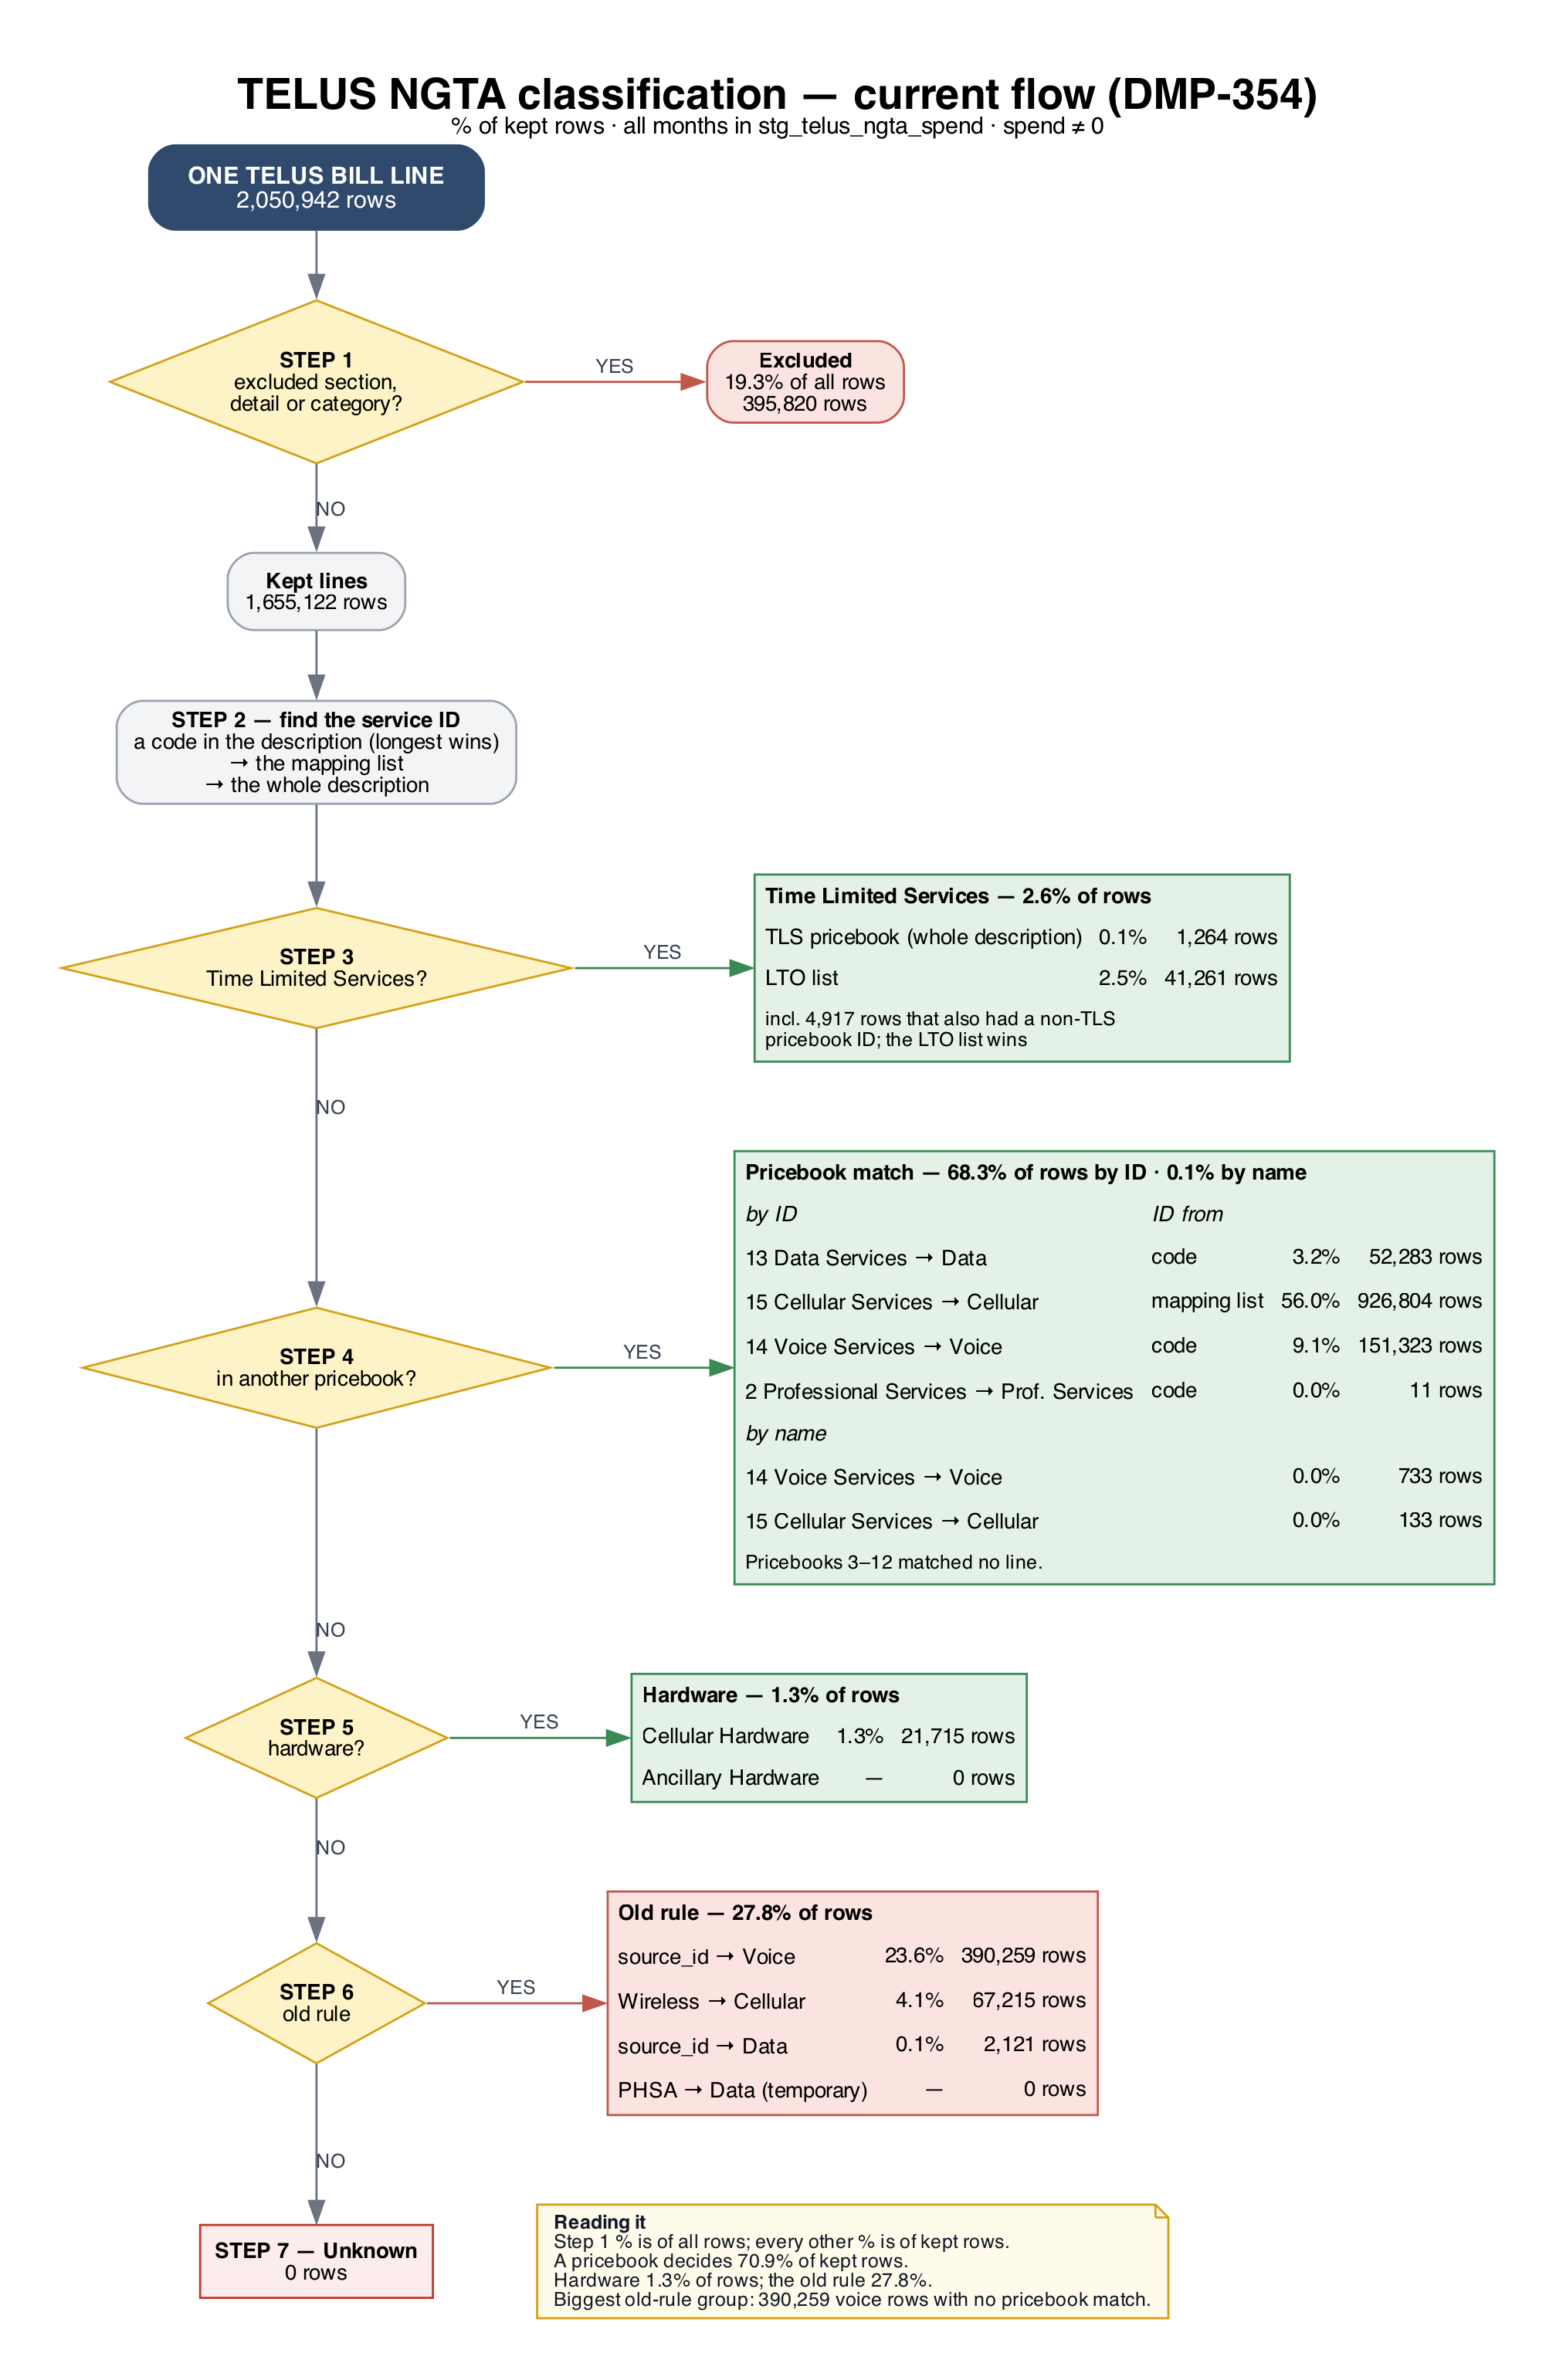 TELUS NGTA classification — current flow (DMP-354)
% of kept rows · all months in stg_telus_ngta_spend · spend ≠ 0
ONE TELUS BILL LINE
2,050,942 rows
STEP 1
excluded section,
detail or category?
YES
Excluded
19.3% of all rows
395,820 rows
NO
Kept lines
1,655,122 rows
STEP 2 — find the service ID
a code in the description (longest wins)
→ the mapping list
→ the whole description
STEP 3
Time Limited Services?
YES
Time Limited Services — 2.6% of rows
TLS pricebook (whole description) 0.1% 1,264 rows
LTO list 2.5% 41,261 rows
incl. 4,917 rows that also had a non-TLS
pricebook ID; the LTO list wins
NO
STEP 4
in another pricebook?
YES
Pricebook match — 68.3% of rows by ID · 0.1% by name
by ID ID from
13 Data Services → Data code 3.2% 52,283 rows
15 Cellular Services → Cellular mapping list 56.0% 926,804 rows
14 Voice Services → Voice code 9.1% 151,323 rows
2 Professional Services → Prof. Services code 0.0% 11 rows
by name
14 Voice Services → Voice 0.0% 733 rows
15 Cellular Services → Cellular 0.0% 133 rows
Pricebooks 3–12 matched no line.
NO
STEP 5
hardware?
YES
Hardware — 1.3% of rows
Cellular Hardware 1.3% 21,715 rows
Ancillary Hardware — 0 rows
NO
STEP 6
old rule
YES
Old rule — 27.8% of rows
source_id → Voice 23.6% 390,259 rows
Wireless → Cellular 4.1% 67,215 rows
source_id → Data 0.1% 2,121 rows
PHSA → Data (temporary) — 0 rows
NO
STEP 7 — Unknown
0 rows
Reading it
Step 1 % is of all rows; every other % is of kept rows.
A pricebook decides 70.9% of kept rows.
Hardware 1.3% of rows; the old rule 27.8%.
Biggest old-rule group: 390,259 voice rows with no pricebook match.